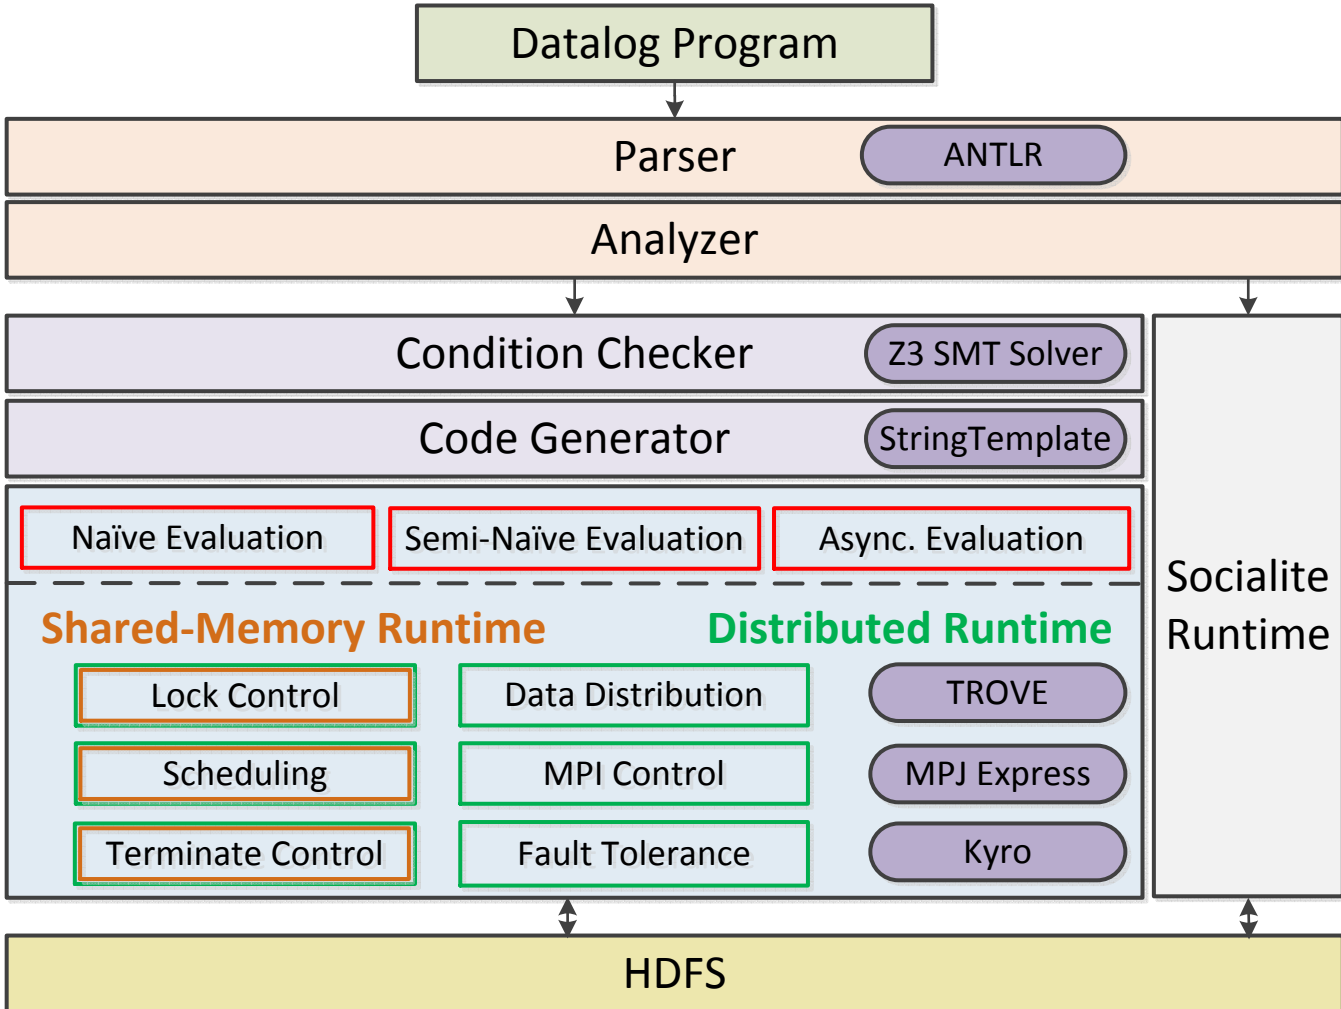 Datalog Program
Parser
ANTLR
Analyzer
Condition Checker
Z3 SMT Solver
Code Generator
StringTemplate
Naïve Evaluation
Semi-Naïve Evaluation
Async. Evaluation
Socialite
Runtime
Shared-Memory Runtime
Distributed Runtime
Lock Control
Data Distribution
TROVE
Scheduling
MPI Control
MPJ Express
Terminate Control
Fault Tolerance
Kyro
HDFS